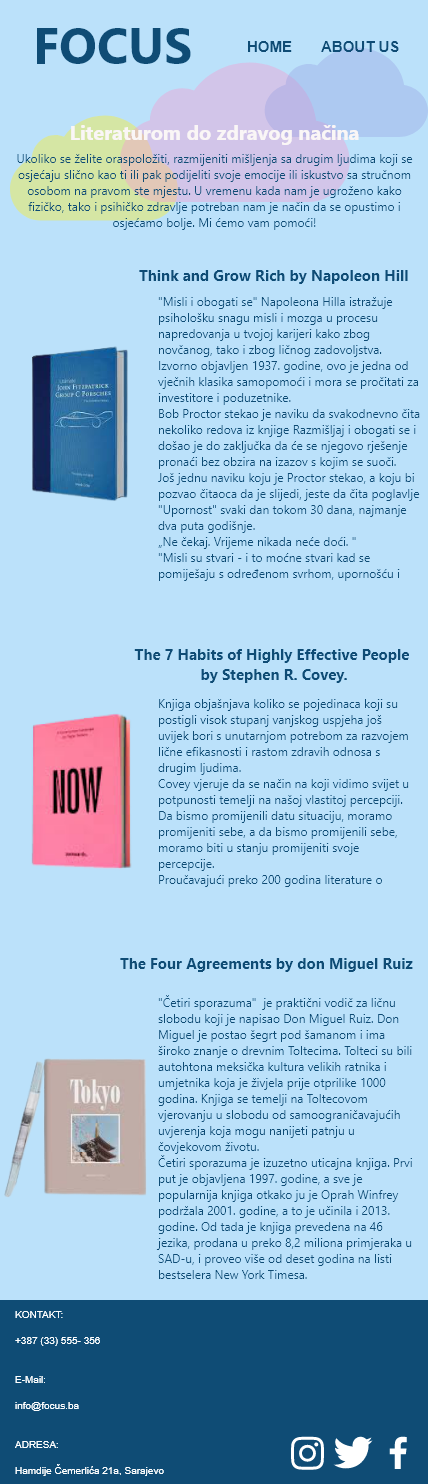 FOCUS
HOME
ABOUT US
Literaturom do zdravog načina
Ukoliko se želite oraspoložiti, razmijeniti mišljenja sa drugim ljudima koji se
osjećaju slično kao ti ili pak podijeliti svoje emocije ili iskustvo sa stručnom
osobom na pravom ste mjestu. U vremenu kada nam je ugroženo kako
fizičko, tako i psihičko zdravlje potreban nam je način da se opustimo i
osjećamo bolje. Mi ćemo vam pomoći!
Think and Grow Rich by Napoleon Hill
"Misli i obogati se" Napoleona Hilla istražuje
psihološku snagu misli i mozga u procesu
napredovanja u tvojoj karijeri kako zbog
novčanog, tako i zbog ličnog zadovoljstva.
Izvorno objavljen 1937. godine, ovo je jedna od
vječnih klasika samopomoći i mora se pročitati za
investitore i poduzetnike.
Bob Proctor stekao je naviku da svakodnevno čita
nekoliko redova iz knjige Razmišljaj i obogati se i
došao je do zaključka da će se njegovo rješenje
pronaći bez obzira na izazov s kojim se suoči.
Još jednu naviku koju je Proctor stekao, a koju bi
pozvao čitaoca da je slijedi, jeste da čita poglavlje
"Upornost" svaki dan tokom 30 dana, najmanje
dva puta godišnje.
„Ne čekaj. Vrijeme nikada neće doći. "
"Misli su stvari - i to moćne stvari kad se
pomiješaju s određenom svrhom, upornošću i
JOHN FITZPATRICK
GROUP C PORSCHES
The 7 Habits of Highly Effective People
by Stephen R. Covey.
Knjiga objašnjava koliko se pojedinaca koji su
postigli visok stupanj vanjskog uspjeha još
uvijek bori s unutarnjom potrebom za razvojem
lične efikasnosti i rastom zdravih odnosa s
drugim ljudima.
Covey vjeruje da se način na koji vidimo svijet u
potpunosti temelji na našoj vlastitoj percepciji.
Da bismo promijenili datu situaciju, moramo
promijeniti sebe, a da bismo promijenili sebe,
moramo biti u stanju promijeniti svoje
percepcije.
Proučavajući preko 200 godina literature o
NOW
The Four Agreements by don Miguel Ruiz
"Četiri sporazuma" je praktični vodič za ličnu
slobodu koji je napisao Don Miguel Ruiz. Don
Miguel je postao šegrt pod šamanom i ima
široko znanje o drevnim Toltecima. Tolteci su bili
autohtona meksička kultura velikih ratnika i
umjetnika koja je živjela prije otprilike 1000
godina. Knjiga se temelji na Toltecovom
vjerovanju u slobodu od samoograničavajućih
uvjerenja koja mogu nanijeti patnju u
čovjekovom životu.
Četiri sporazuma je izuzetno uticajna knjiga. Prvi
put je objavljena 1997. godine, a sve je
popularnija knjiga otkako ju je Oprah Winfrey
podržala 2001. godine, a to je učinila i 2013.
godine. Od tada je knjiga prevedena na 46
jezika, prodana u preko 8,2 miliona primjeraka u
SAD-u, i proveo više od deset godina na listi
bestselera New York Timesa.
Tokyo
KONTAKT:
+387 (33) 555- 356
E-Mail:
info@focus.ba
ADRESA:
Hamdije Čemerlića 21a, Sarajevo